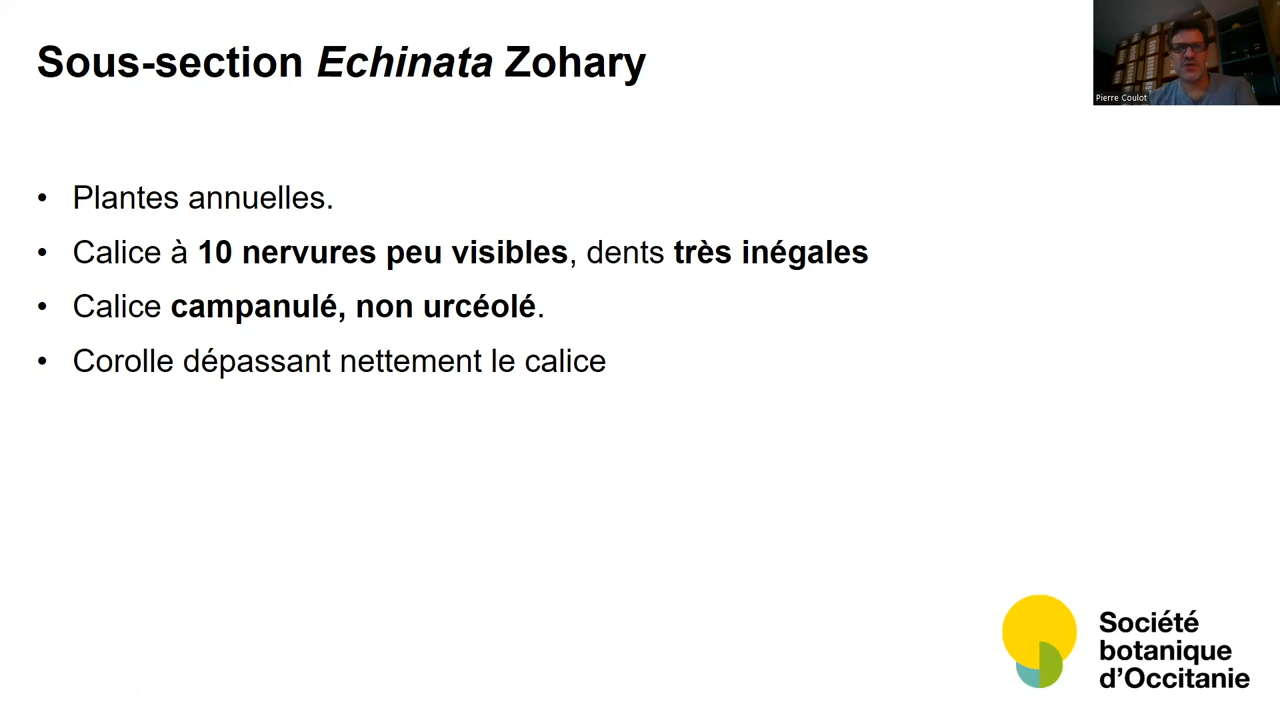 Sous-section Echinata Zohary
Pierre Coulot
• Plantes annuelles.
• Calice à 10 nervures peu visibles, dents très inégales
• Calice campanulé, non urcéolé.
• Corolle dépassant nettement le calice
Société
botanique
d'Occitanie